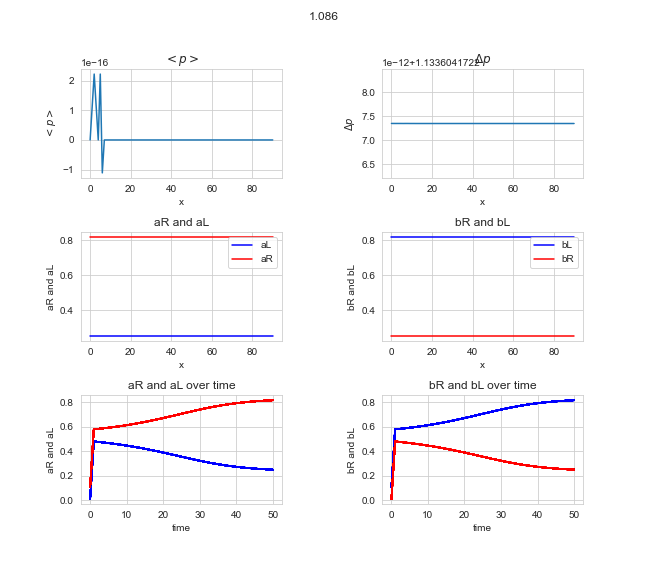 1.086
<p>
1e−16
<p>
2
1
0
−1
0 20 40 60 80
x
Δp
1e−12+1.133604172
Δp
8.0
7.5
7.0
6.5
0 20 40 60 80
x
aR and aL
aR and aL
0.8
0.6
0.4
aL
aR
0 20 40 60 80
x
bR and bL
bR and bL
0.8
0.6
0.4
bL
bR
0 20 40 60 80
x
aR and aL over time
aR and aL
0.8
0.6
0.4
0.2
0.0
0 10 20 30 40 50
time
bR and bL over time
bR and bL
0.8
0.6
0.4
0.2
0.0
0 10 20 30 40 50
time